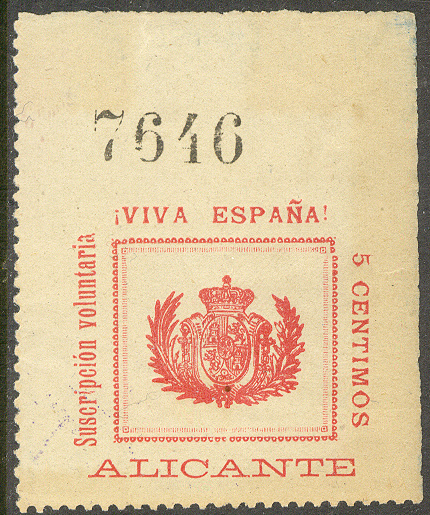 7646
¡VIVA ESPAÑA!
Suscripción voluntaria
5 CENTIMOS
ALICANTE